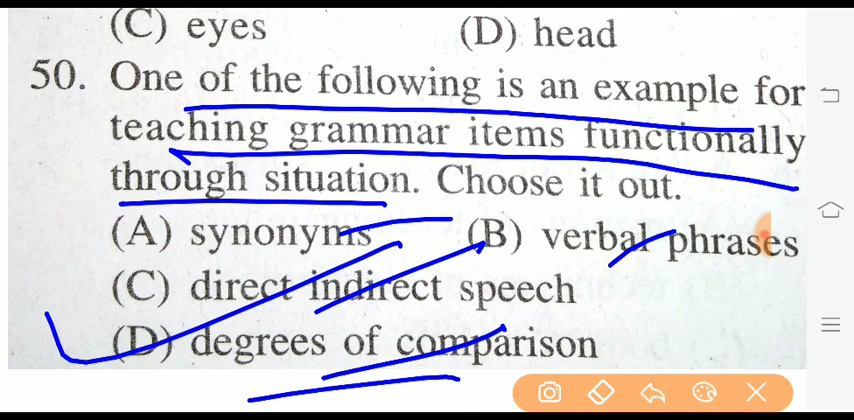 (C) eyes (D) head
50. One of the following is an example for
teaching grammar items functionally
through situation. Choose it out.
(A) synonyms (B) verbal phrases
(C) direct indirect speech
(D) degrees of comparison